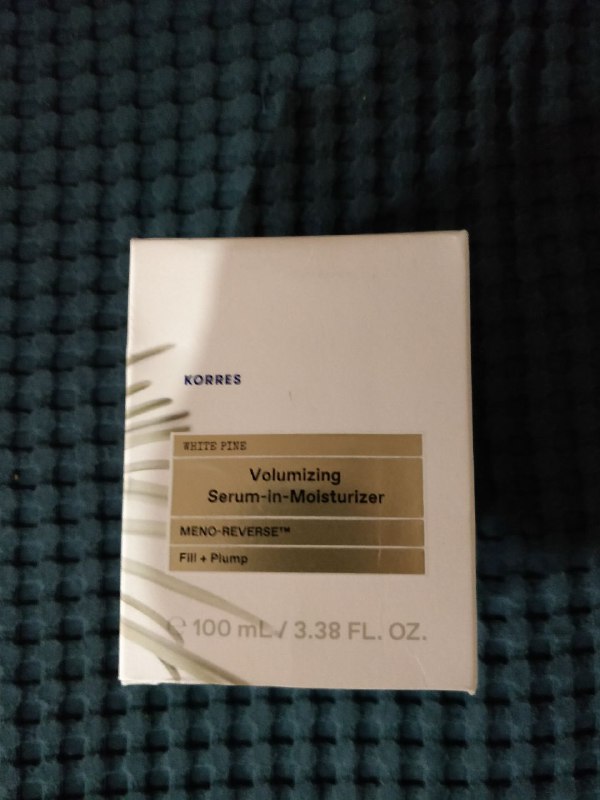 KORRES
WHITE PINE
Volumizing
Serum-in-Moisturizer
MENO-REVERSE™
Fill + Plump
℮ 100 mL / 3.38 FL. OZ.